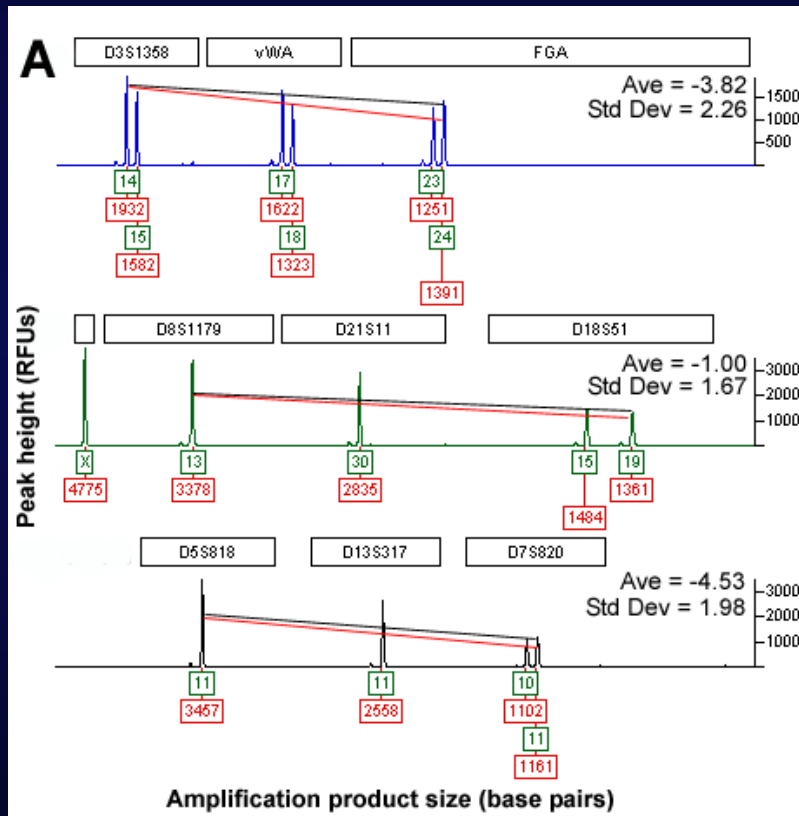 A
D3S1358 vWA FGA
Ave = -3.82
Std Dev = 2.26
1500
1000
500
14 17 23
1932 1622 1251
15 18 24
1582 1323
1391
D8S1179 D21S11 D18S51
Ave = -1.00
Std Dev = 1.67
3000
2000
1000
X 13 30 15 19
4775 3378 2835 1361
1484
D5S818 D13S317 D7S820
Ave = -4.53
Std Dev = 1.98
3000
2000
1000
11 11 10
3457 2558 1102
11
1161
Peak height (RFUs)
Amplification product size (base pairs)